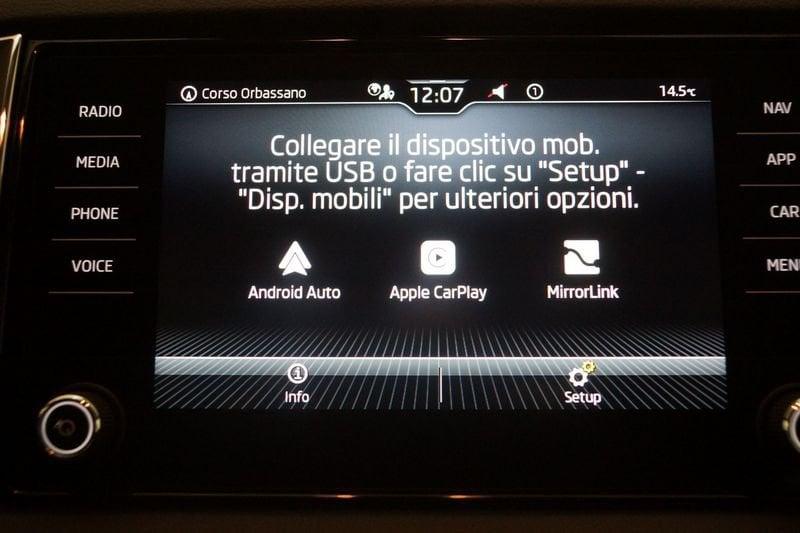 Corso Orbassano 12:07 1 14.5°C
RADIO
MEDIA
PHONE
VOICE
Collegare il dispositivo mob.
tramite USB o fare clic su "Setup" -
"Disp. mobili" per ulteriori opzioni.
Android Auto Apple CarPlay MirrorLink
Info Setup
NAV
APP
CAR
MENU